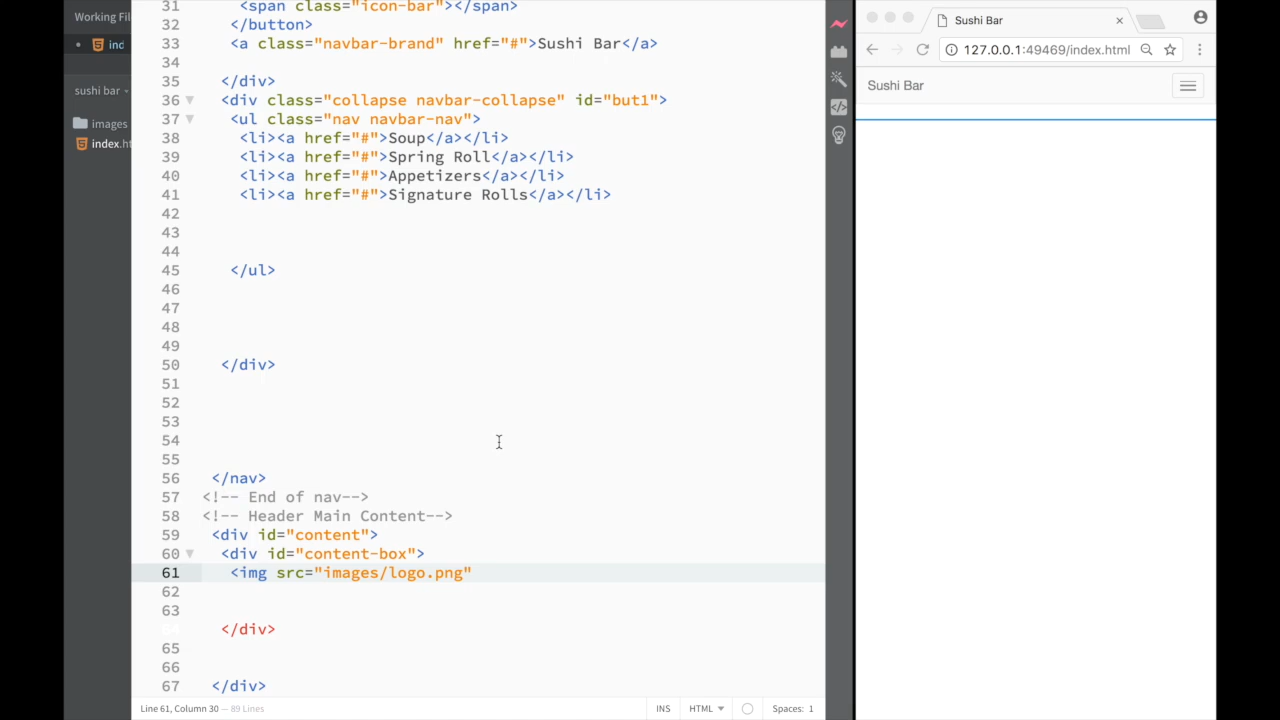 Working Fil
ind
sushi bar
images
index.ht
31 <span class="icon-bar"></span>
32 </button>
33 <a class="navbar-brand" href="#">Sushi Bar</a>
34
35 </div>
36 <div class="collapse navbar-collapse" id="but1">
37 <ul class="nav navbar-nav">
38 <li><a href="#">Soup</a></li>
39 <li><a href="#">Spring Roll</a></li>
40 <li><a href="#">Appetizers</a></li>
41 <li><a href="#">Signature Rolls</a></li>
42
43
44
45 </ul>
46
47
48
49
50 </div>
51
52
53
54
55
56 </nav>
57 <!-- End of nav-->
58 <!-- Header Main Content-->
59 <div id="content">
60 <div id="content-box">
61 <img src="images/logo.png"
62
63
64 </div>
65
66
67 </div>
Line 61, Column 30 — 89 Lines
INS HTML Spaces: 1
Sushi Bar
127.0.0.1:49469/index.html
Sushi Bar